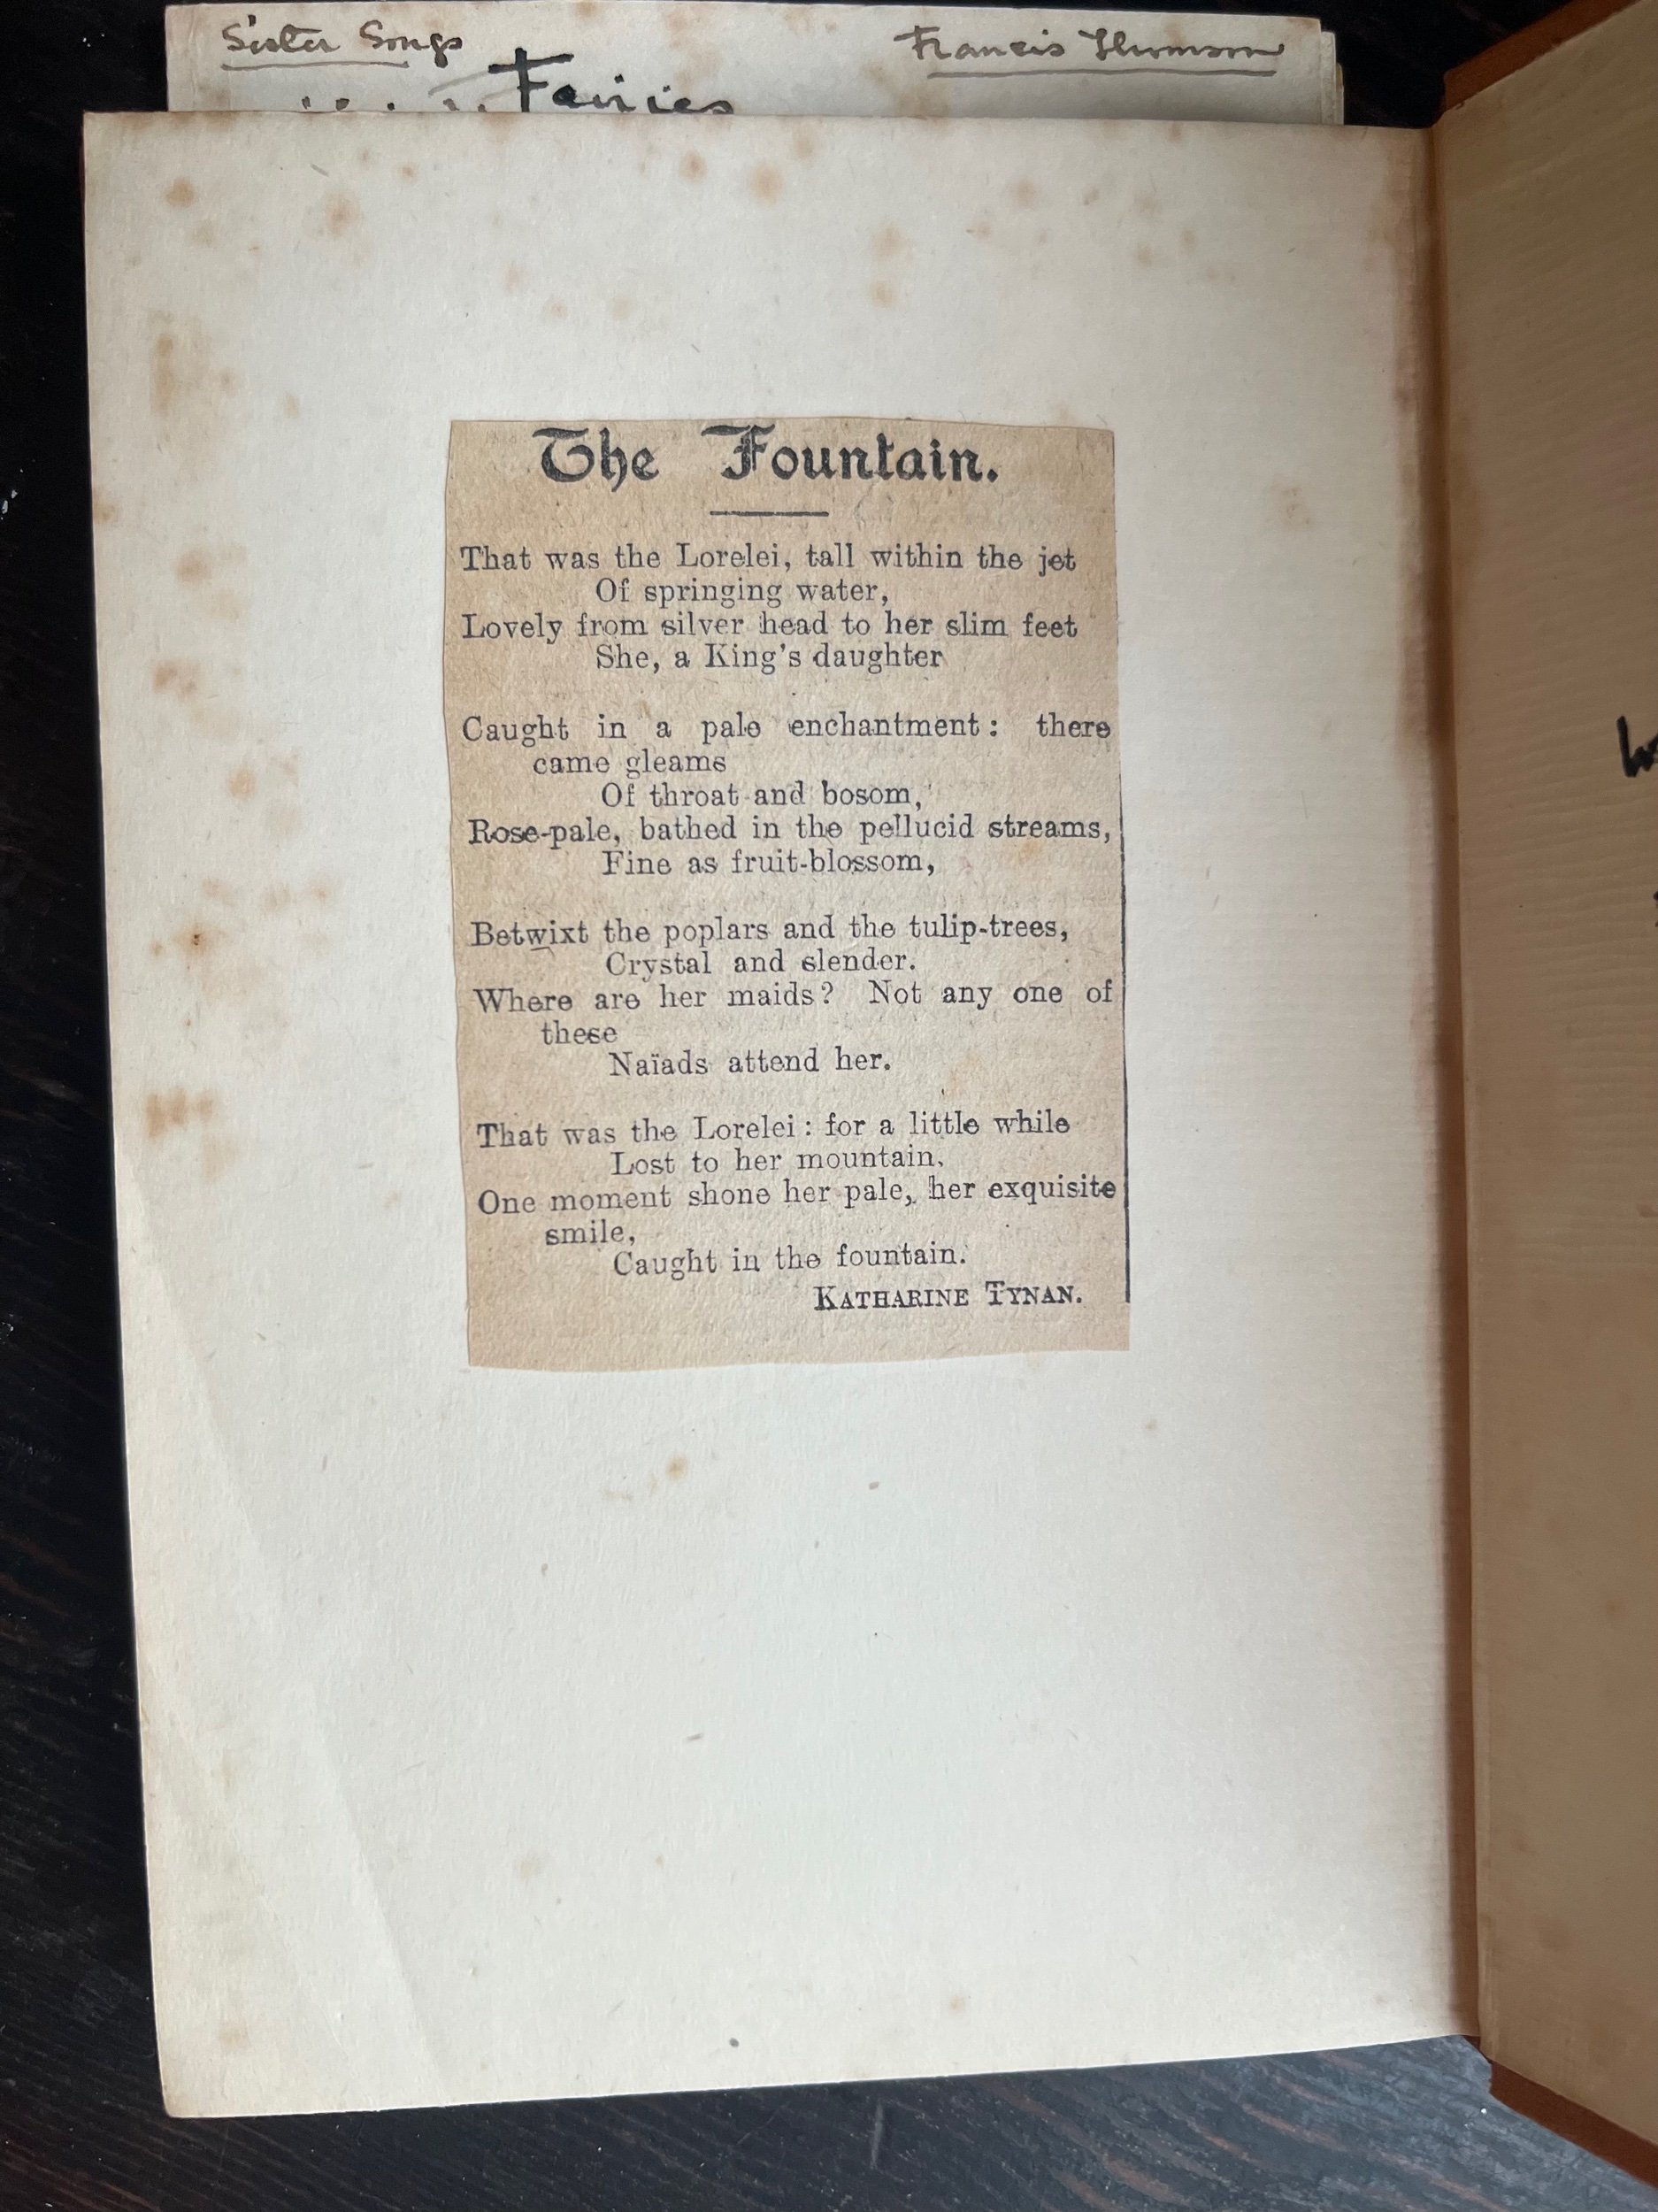 Sister Songs Francis Thomson
Fairies
The Fountain.
That was the Lorelei, tall within the jet
Of springing water,
Lovely from silver head to her slim feet
She, a King's daughter
Caught in a pale enchantment: there
came gleams
Of throat and bosom,
Rose-pale, bathed in the pellucid streams,
Fine as fruit-blossom,
Betwixt the poplars and the tulip-trees,
Crystal and slender.
Where are her maids? Not any one of
these
Naïads attend her.
That was the Lorelei: for a little while
Lost to her mountain,
One moment shone her pale, her exquisite
smile,
Caught in the fountain.
KATHARINE TYNAN.